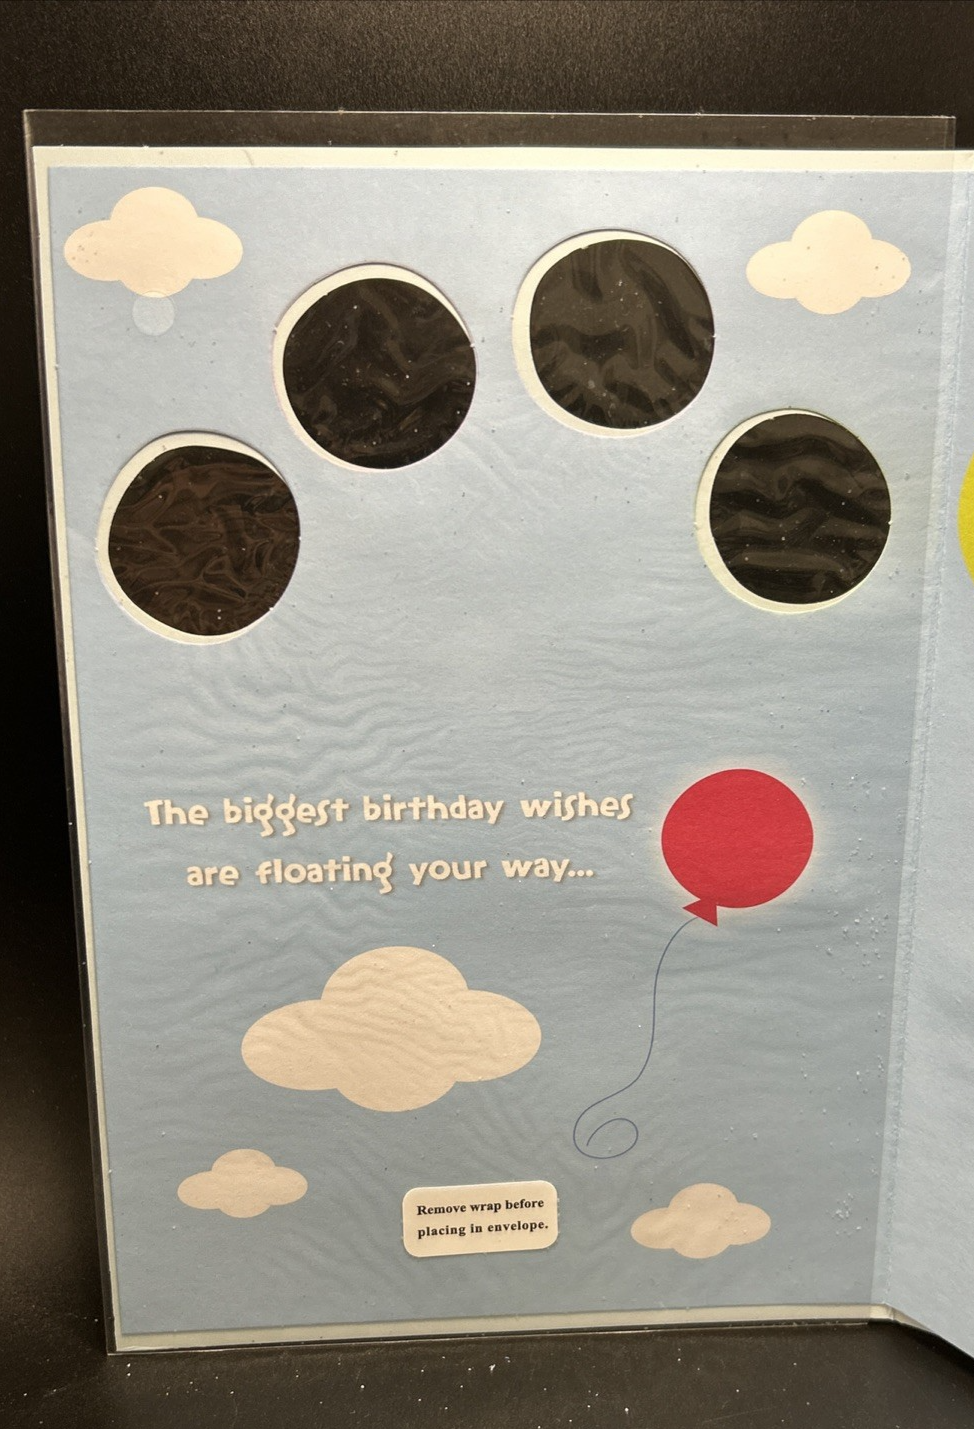 The biggest birthday wishes
are floating your way...
Remove wrap before
placing in envelope.